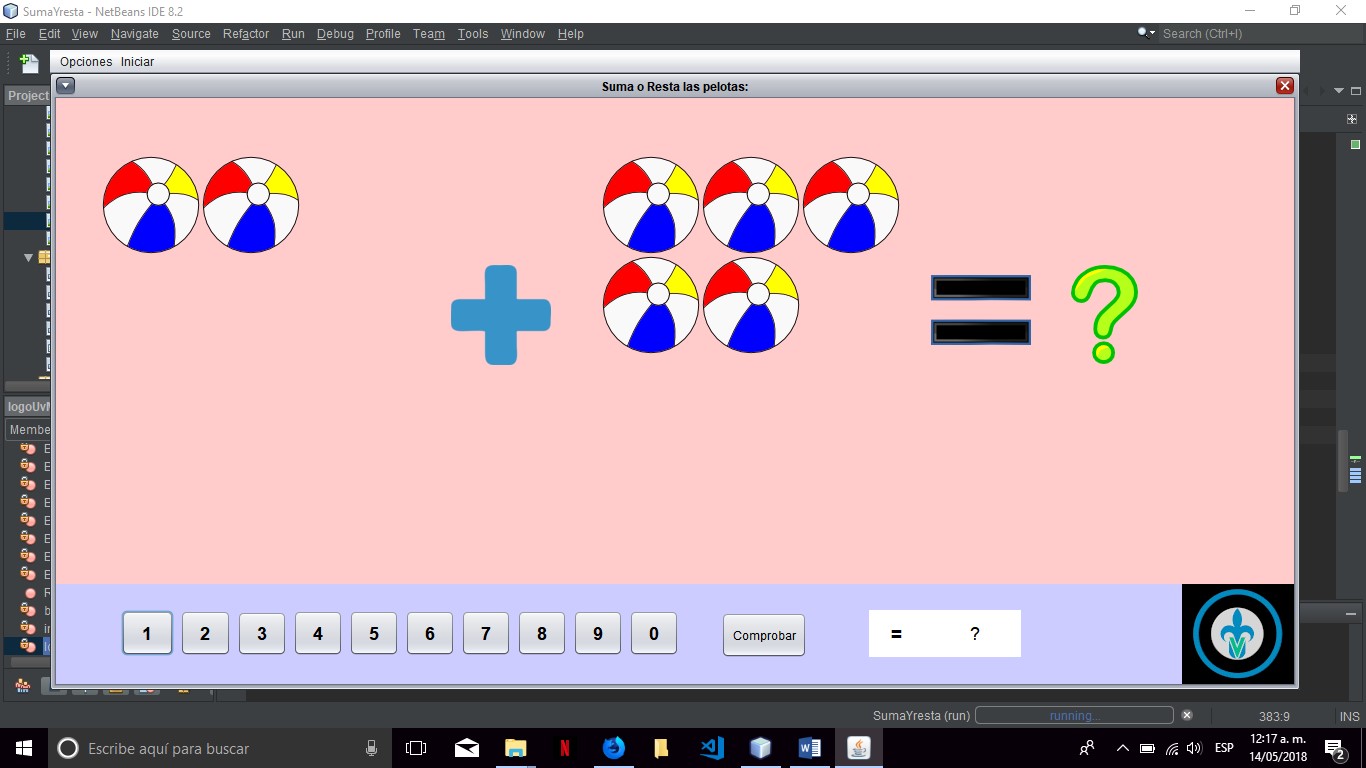 SumaYresta - NetBeans IDE 8.2
File Edit View Navigate Source Refactor Run Debug Profile Team Tools Window Help
Search (Ctrl+I)
Opciones Iniciar
Suma o Resta las pelotas:
Project
?
logoUvM
Membe
E
E
E
E
E
E
E
E
R
b
1 2 3 4 5 6 7 8 9 0 Comprobar = ?
SumaYresta (run) running... 383:9 INS
Escribe aquí para buscar
ESP
12:17 a. m.
14/05/2018
2